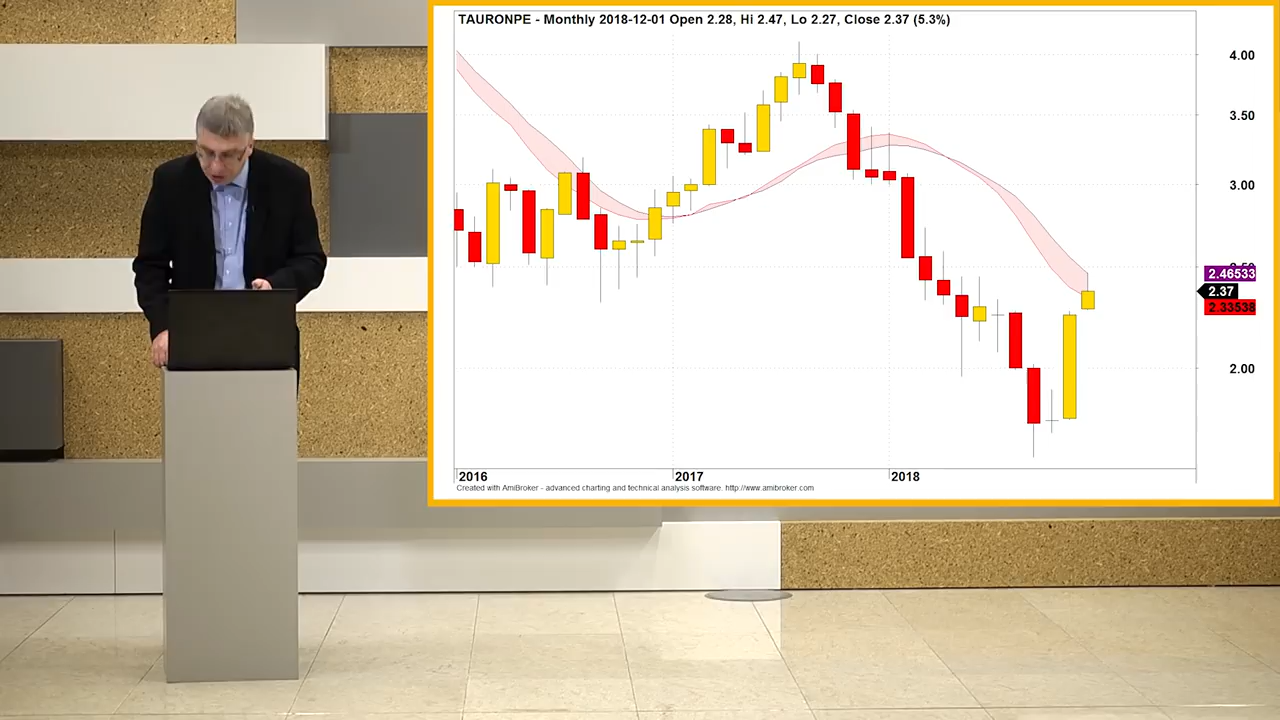 TAURONPE - Monthly 2018-12-01 Open 2.28, Hi 2.47, Lo 2.27, Close 2.37 (5.3%)
4.00
3.50
3.00
2.46533
2.37
2.33538
2.00
2016 2017 2018
Created with AmiBroker - advanced charting and technical analysis software. http://www.amibroker.com